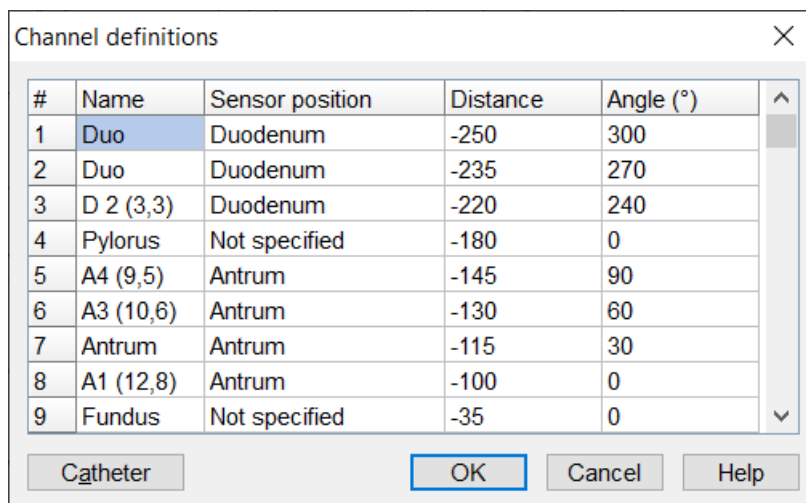 Channel definitions
# Name Sensor position Distance Angle (°)
1 Duo Duodenum -250 300
2 Duo Duodenum -235 270
3 D 2 (3,3) Duodenum -220 240
4 Pylorus Not specified -180 0
5 A4 (9,5) Antrum -145 90
6 A3 (10,6) Antrum -130 60
7 Antrum Antrum -115 30
8 A1 (12,8) Antrum -100 0
9 Fundus Not specified -35 0
Catheter OK Cancel Help